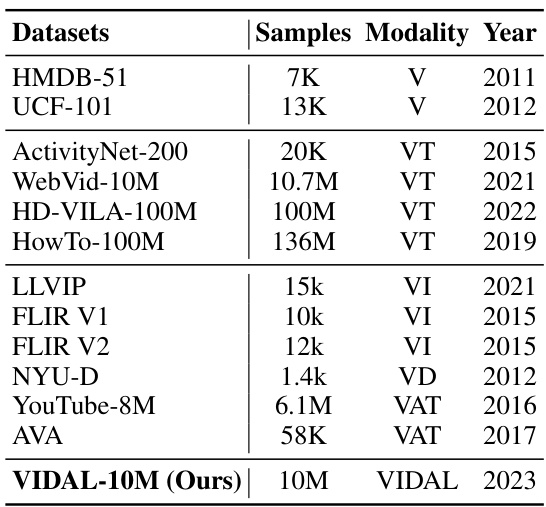 Datasets Samples Modality Year
HMDB-51 7K V 2011
UCF-101 13K V 2012
ActivityNet-200 20K VT 2015
WebVid-10M 10.7M VT 2021
HD-VILA-100M 100M VT 2022
HowTo-100M 136M VT 2019
LLVIP 15k VI 2021
FLIR V1 10k VI 2015
FLIR V2 12k VI 2015
NYU-D 1.4k VD 2012
YouTube-8M 6.1M VAT 2016
AVA 58K VAT 2017
VIDAL-10M (Ours) 10M VIDAL 2023